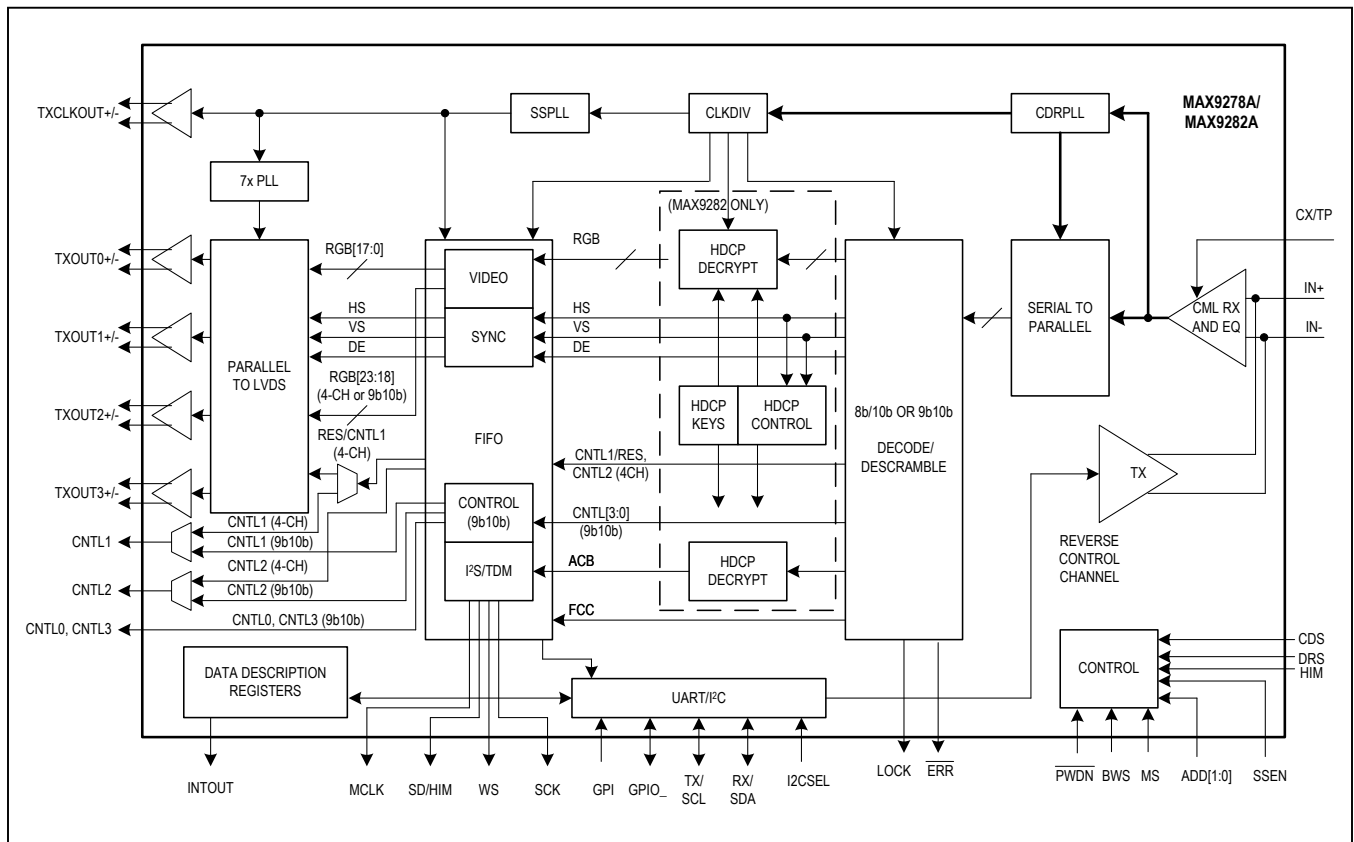 MAX9278A/
MAX9282A
TXCLKOUT+/-
SSPLL
CLKDIV
CDRPLL
7x PLL
(MAX9282 ONLY)
CX/TP
TXOUT0+/-
RGB[17:0]
VIDEO
RGB
HDCP
DECRYPT
SERIAL TO
PARALLEL
CML RX
AND EQ
IN+
IN-
TXOUT1+/-
HS
VS
DE
SYNC
HS
VS
DE
PARALLEL
TO LVDS
RGB[23:18]
(4-CH or 9b10b)
TXOUT2+/-
RES/CNTL1
(4-CH)
FIFO
HDCP
KEYS
HDCP
CONTROL
8b/10b OR 9b10b
DECODE/
DESCRAMBLE
CNTL1/RES,
CNTL2 (4CH)
TX
TXOUT3+/-
CONTROL
(9b10b)
CNTL[3:0]
(9b10b)
CNTL1
CNTL1 (4-CH)
CNTL1 (9b10b)
I²S/TDM
ACB
HDCP
DECRYPT
REVERSE
CONTROL
CHANNEL
CNTL2
CNTL2 (4-CH)
CNTL2 (9b10b)
FCC
CNTL0, CNTL3
CNTL0, CNTL3 (9b10b)
CONTROL
CDS
DRS
HIM
DATA DESCRIPTION
REGISTERS
UART/I²C
INTOUT
MCLK
SD/HIM
WS
SCK
GPI
GPIO_
TX/
SCL
RX/
SDA
I2CSEL
LOCK
ERR
PWDN
BWS
MS
ADD[1:0]
SSEN